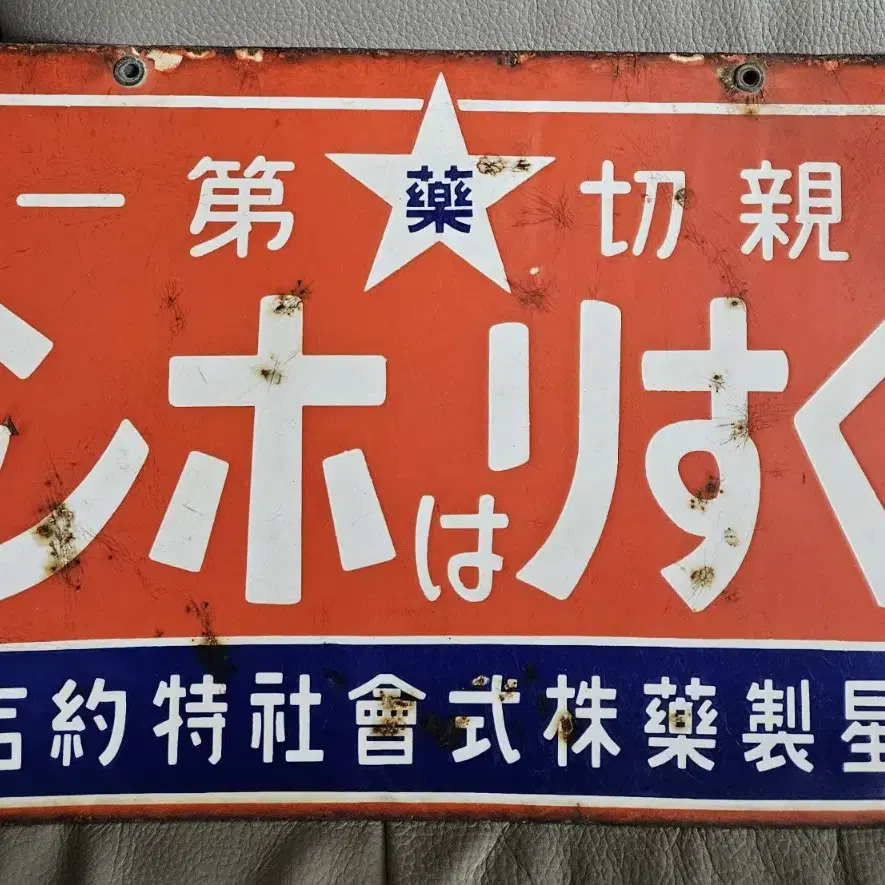 親切 藥 第一
くすりはホシ
星製藥株式會社特約店